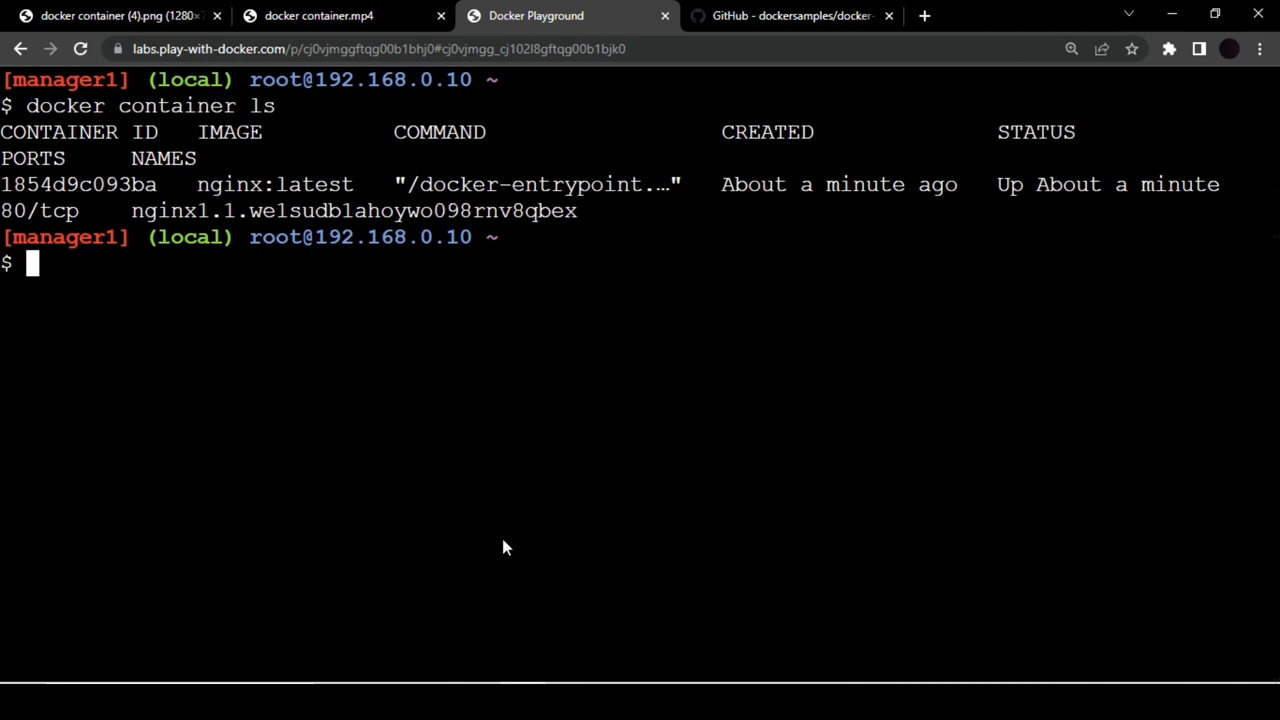 docker container (4).png (1280×7
docker container.mp4
Docker Playground
GitHub - dockersamples/docker-
labs.play-with-docker.com/p/cj0vjmggftqg00b1bhj0#cj0vjmgg_cj102l8gftqg00b1bjk0
[manager1] (local) root@192.168.0.10 ~
$ docker container ls
CONTAINER ID IMAGE COMMAND CREATED STATUS
PORTS NAMES
1854d9c093ba nginx:latest "/docker-entrypoint.…" About a minute ago Up About a minute
80/tcp nginx1.1.we1sudb1ahoywo098rnv8qbex
[manager1] (local) root@192.168.0.10 ~
$